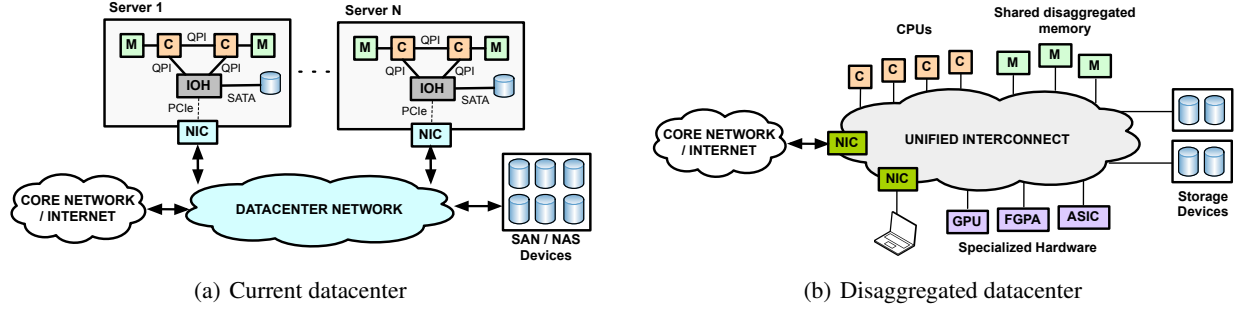 Server 1
Server N
M
C
QPI
C
M
QPI
QPI
IOH
SATA
PCIe
NIC
. . .
M
C
QPI
C
M
QPI
QPI
IOH
SATA
PCIe
NIC
CORE NETWORK
/ INTERNET
DATACENTER NETWORK
SAN / NAS
Devices
(a) Current datacenter
CPUs
Shared disaggregated
memory
C
C
C
C
M
M
M
CORE NETWORK
/ INTERNET
NIC
UNIFIED INTERCONNECT
NIC
GPU
FGPA
ASIC
Specialized Hardware
Storage
Devices
(b) Disaggregated datacenter